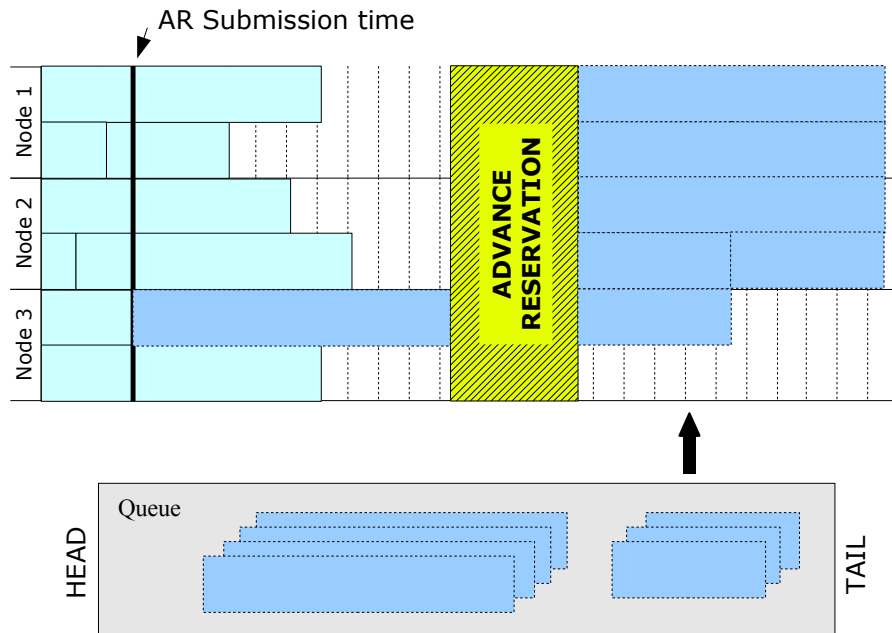 AR Submission time
Node 1
Node 2
Node 3
ADVANCE
RESERVATION
Queue
HEAD
TAIL